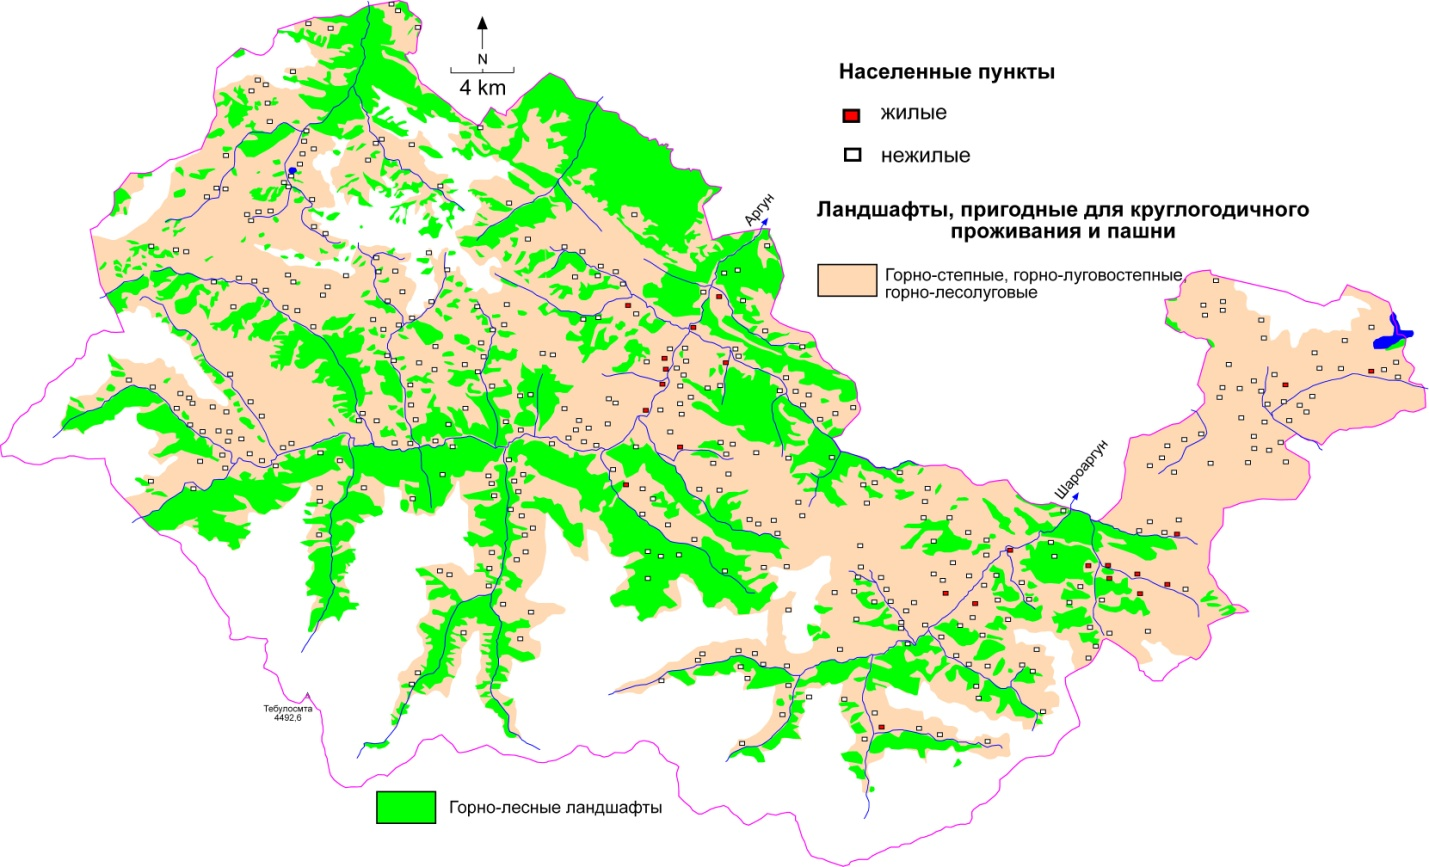 N
4 km
Населенные пункты
жилые
нежилые
Ландшафты, пригодные для круглогодичного
проживания и пашни
Горно-степные, горно-луговостепные,
горно-лесолуговые
Аргун
Шароаргун
Тебулосмта
4492,6
Горно-лесные ландшафты